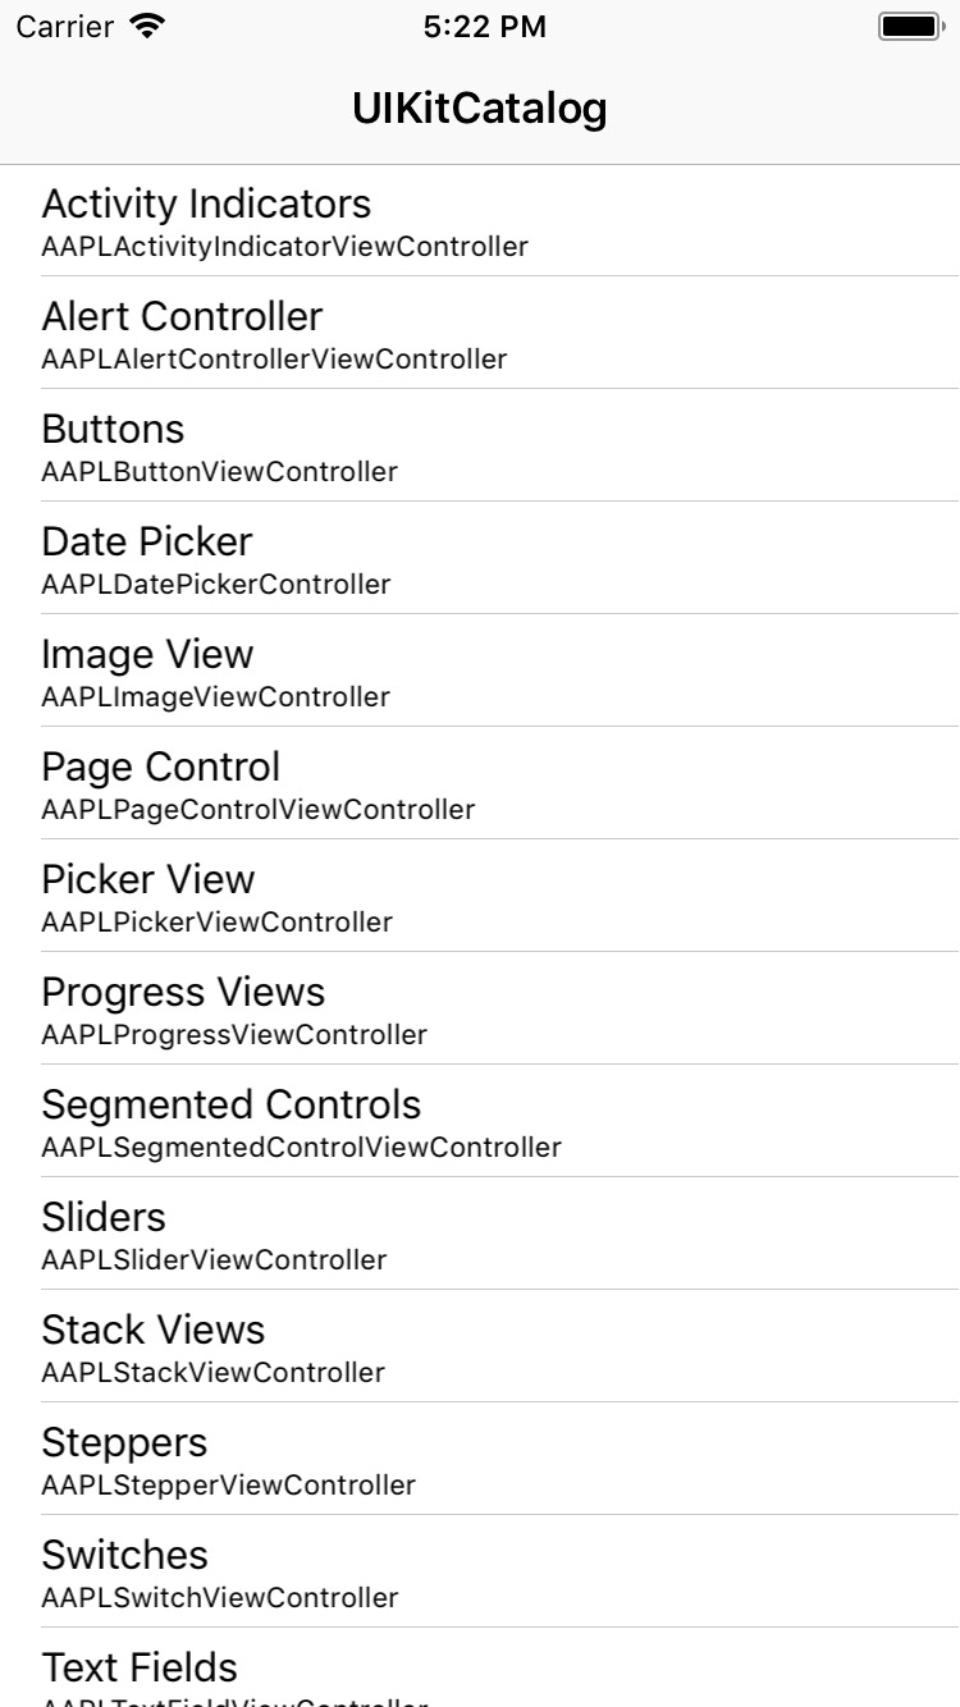 Carrier
5:22 PM
UIKitCatalog
Activity Indicators
AAPLActivityIndicatorViewController
Alert Controller
AAPLAlertControllerViewController
Buttons
AAPLButtonViewController
Date Picker
AAPLDatePickerController
Image View
AAPLImageViewController
Page Control
AAPLPageControlViewController
Picker View
AAPLPickerViewController
Progress Views
AAPLProgressViewController
Segmented Controls
AAPLSegmentedControlViewController
Sliders
AAPLSliderViewController
Stack Views
AAPLStackViewController
Steppers
AAPLStepperViewController
Switches
AAPLSwitchViewController
Text Fields
AAPLTextFieldViewController